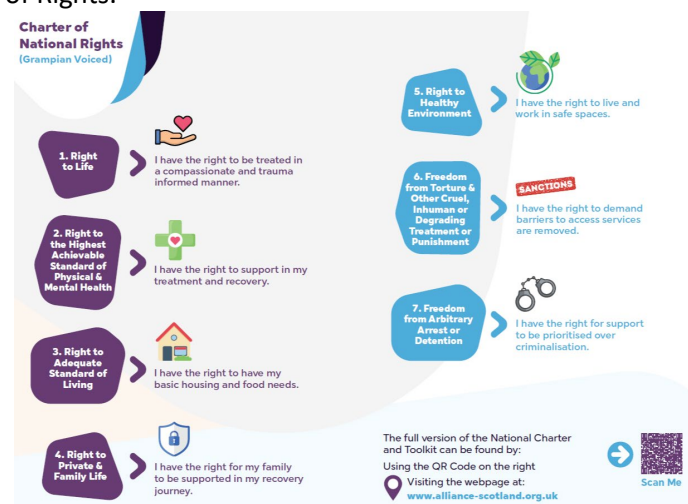 of Rights.
Charter of
National Rights
(Grampian Voiced)
1. Right
to Life
I have the right to be treated in
a compassionate and trauma
informed manner.
2. Right to
the Highest
Achievable
Standard of
Physical &
Mental Health
I have the right to support in my
treatment and recovery.
3. Right to
Adequate
Standard of
Living
I have the right to have my
basic housing and food needs.
4. Right to
Private &
Family Life
I have the right for my family
to be supported in my recovery
journey.
5. Right to
Healthy
Environment
I have the right to live and
work in safe spaces.
6. Freedom
from Torture &
Other Cruel,
Inhuman or
Degrading
Treatment or
Punishment
SANCTIONS
I have the right to demand
barriers to access services
are removed.
7. Freedom
from Arbitrary
Arrest or
Detention
I have the right for support
to be prioritised over
criminalisation.
The full version of the National Charter
and Toolkit can be found by:
Using the QR Code on the right
Visiting the webpage at:
www.alliance-scotland.org.uk
Scan Me